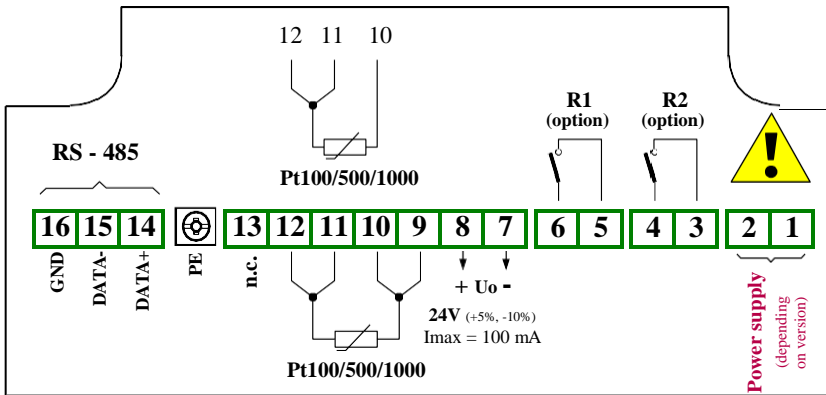 12 11 10
R1
(option)
R2
(option)
RS - 485
Pt100/500/1000
16 15 14 13 12 11 10 9 8 7 6 5 4 3 2 1
GND
DATA-
DATA+
PE
n.c.
+ Uo -
24V (+5%, -10%)
Imax = 100 mA
Pt100/500/1000
Power supply
(depending
on version)